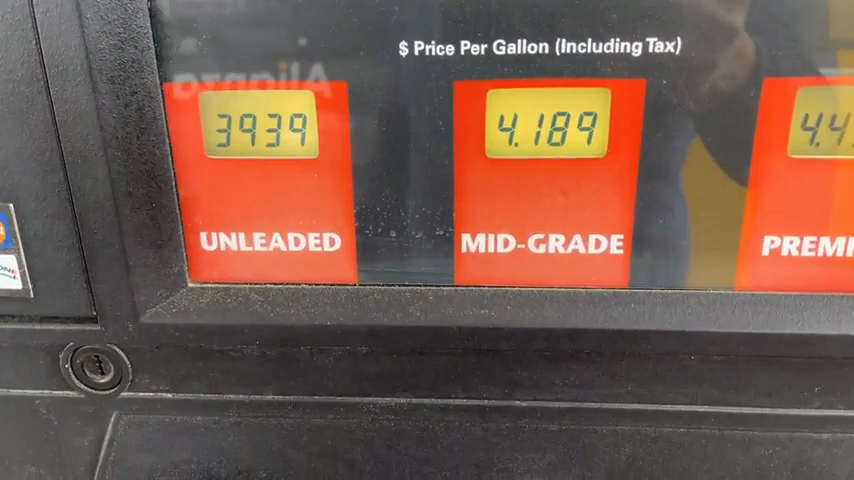 $ Price Per Gallon (Including Tax)
3939 4.189 4.4
UNLEADED MID-GRADE PREMI